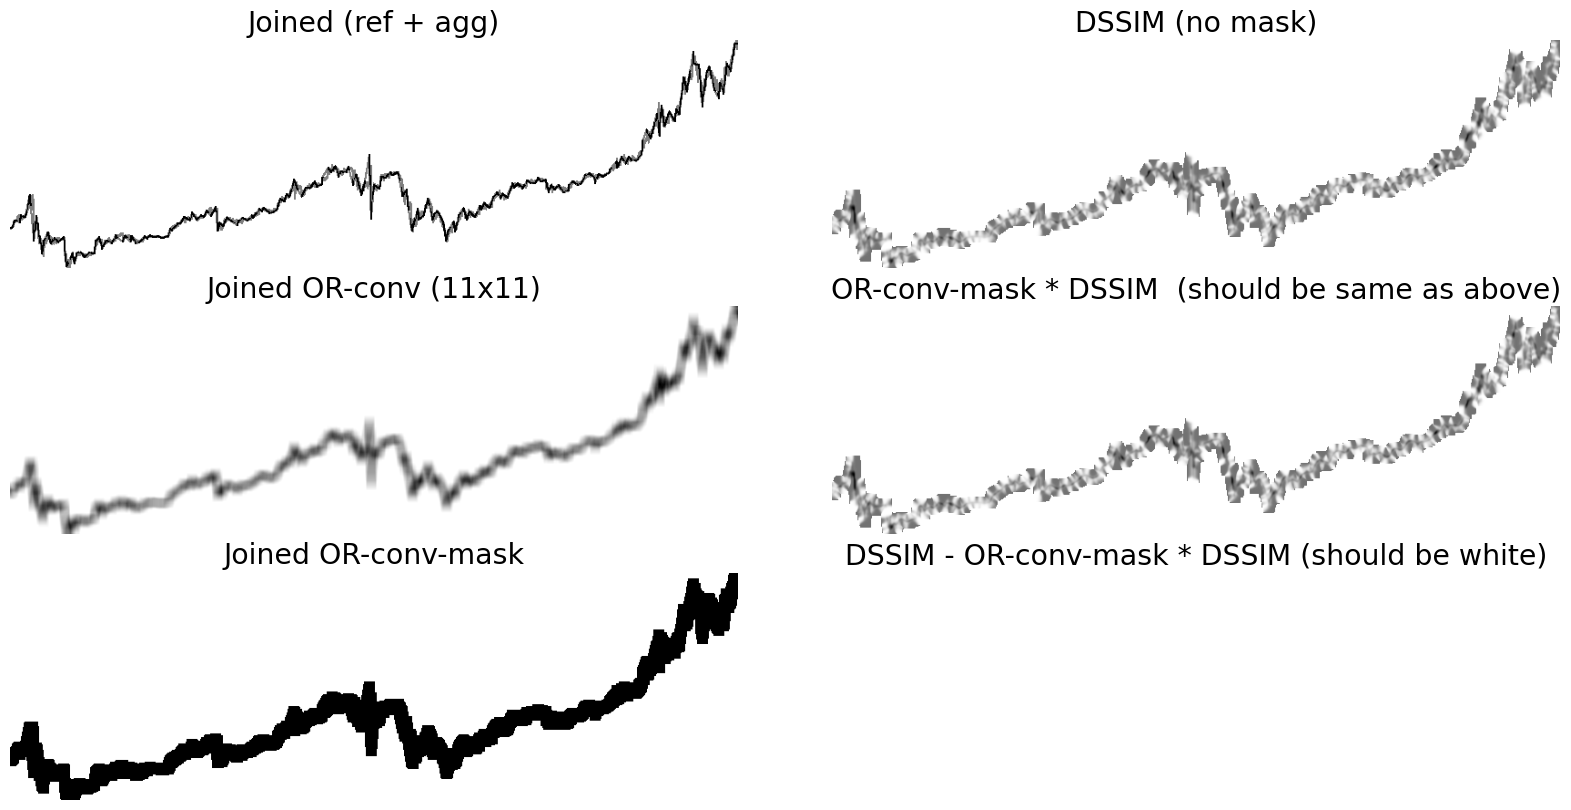 Joined (ref + agg)
DSSIM (no mask)
Joined OR-conv (11x11)
OR-conv-mask * DSSIM  (should be same as above)
Joined OR-conv-mask
DSSIM - OR-conv-mask * DSSIM (should be white)